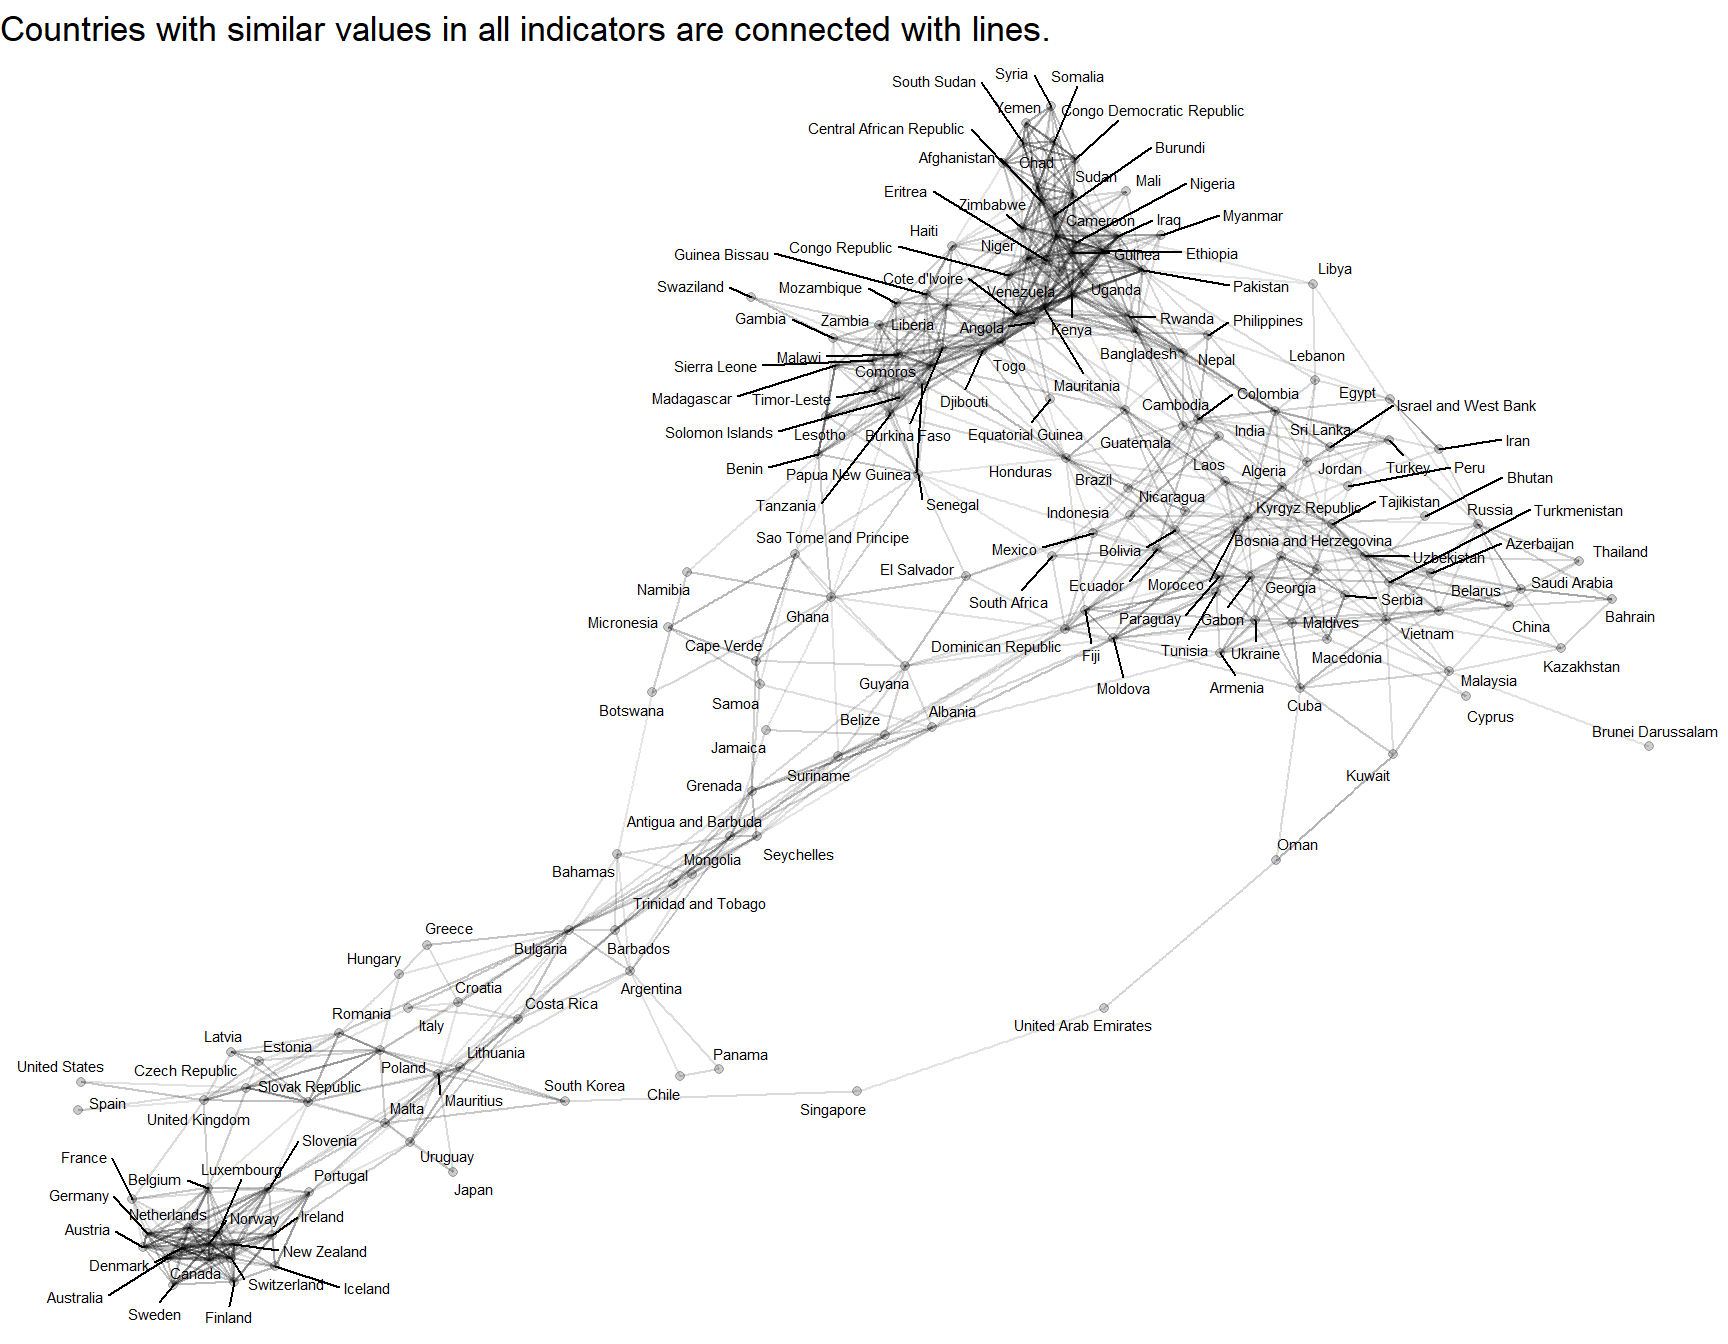 Countries with similar values in all indicators are connected with lines.
Syria
Somalia
South Sudan
Yemen
Congo Democratic Republic
Central African Republic
Burundi
Afghanistan
Chad
Sudan
Mali
Nigeria
Eritrea
Zimbabwe
Cameroon
Iraq
Myanmar
Haiti
Niger
Congo Republic
Guinea
Ethiopia
Guinea Bissau
Libya
Cote d'Ivoire
Swaziland
Mozambique
Venezuela
Uganda
Pakistan
Gambia
Zambia
Liberia
Angola
Kenya
Rwanda
Philippines
Malawi
Sierra Leone
Comoros
Togo
Bangladesh
Nepal
Lebanon
Mauritania
Madagascar
Timor-Leste
Djibouti
Cambodia
Colombia
Egypt
Israel and West Bank
Solomon Islands
Lesotho
Burkina Faso
Equatorial Guinea
Guatemala
India
Sri Lanka
Iran
Benin
Papua New Guinea
Honduras
Laos
Algeria
Jordan
Turkey
Peru
Bhutan
Brazil
Tanzania
Senegal
Nicaragua
Tajikistan
Indonesia
Kyrgyz Republic
Russia
Turkmenistan
Sao Tome and Principe
Mexico
Bolivia
Bosnia and Herzegovina
Azerbaijan
Uzbekistan
Thailand
El Salvador
Namibia
Ecuador
Morocco
Georgia
Belarus
Saudi Arabia
South Africa
Serbia
Micronesia
Ghana
Paraguay
Gabon
Maldives
Bahrain
Cape Verde
Dominican Republic
Fiji
Tunisia
Ukraine
Macedonia
Vietnam
China
Kazakhstan
Guyana
Moldova
Armenia
Malaysia
Botswana
Samoa
Belize
Albania
Cuba
Cyprus
Jamaica
Brunei Darussalam
Grenada
Suriname
Kuwait
Antigua and Barbuda
Seychelles
Oman
Bahamas
Mongolia
Trinidad and Tobago
Greece
Bulgaria
Barbados
Hungary
Croatia
Argentina
Costa Rica
Romania
Italy
United Arab Emirates
Latvia
Estonia
Lithuania
Panama
United States
Czech Republic
Slovak Republic
Poland
South Korea
Chile
Spain
Mauritius
Malta
Singapore
United Kingdom
Slovenia
France
Luxembourg
Uruguay
Belgium
Portugal
Japan
Germany
Netherlands
Norway
Ireland
Austria
New Zealand
Denmark
Canada
Switzerland
Iceland
Australia
Sweden
Finland